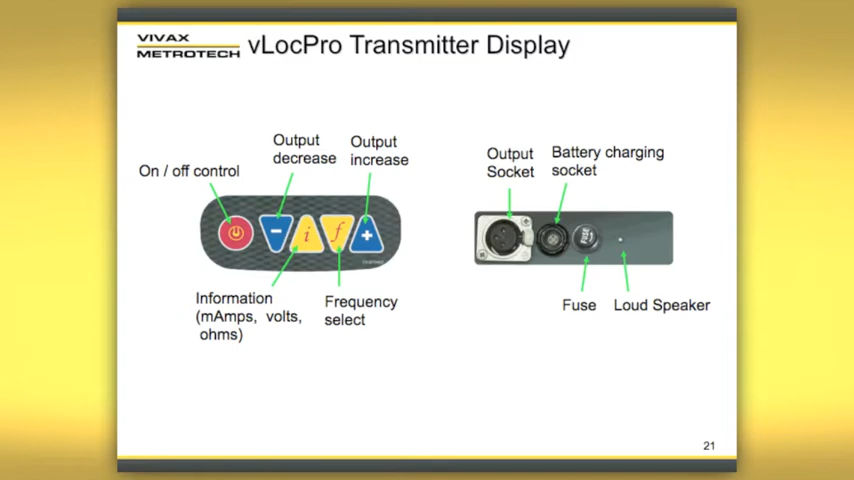 VIVAX
METROTECH
vLocPro Transmitter Display
Output
decrease
Output
increase
On / off control
Output
Socket
Battery charging
socket
-
i
f
+
FUSE
Information
(mAmps, volts,
ohms)
Frequency
select
Fuse
Loud Speaker
21